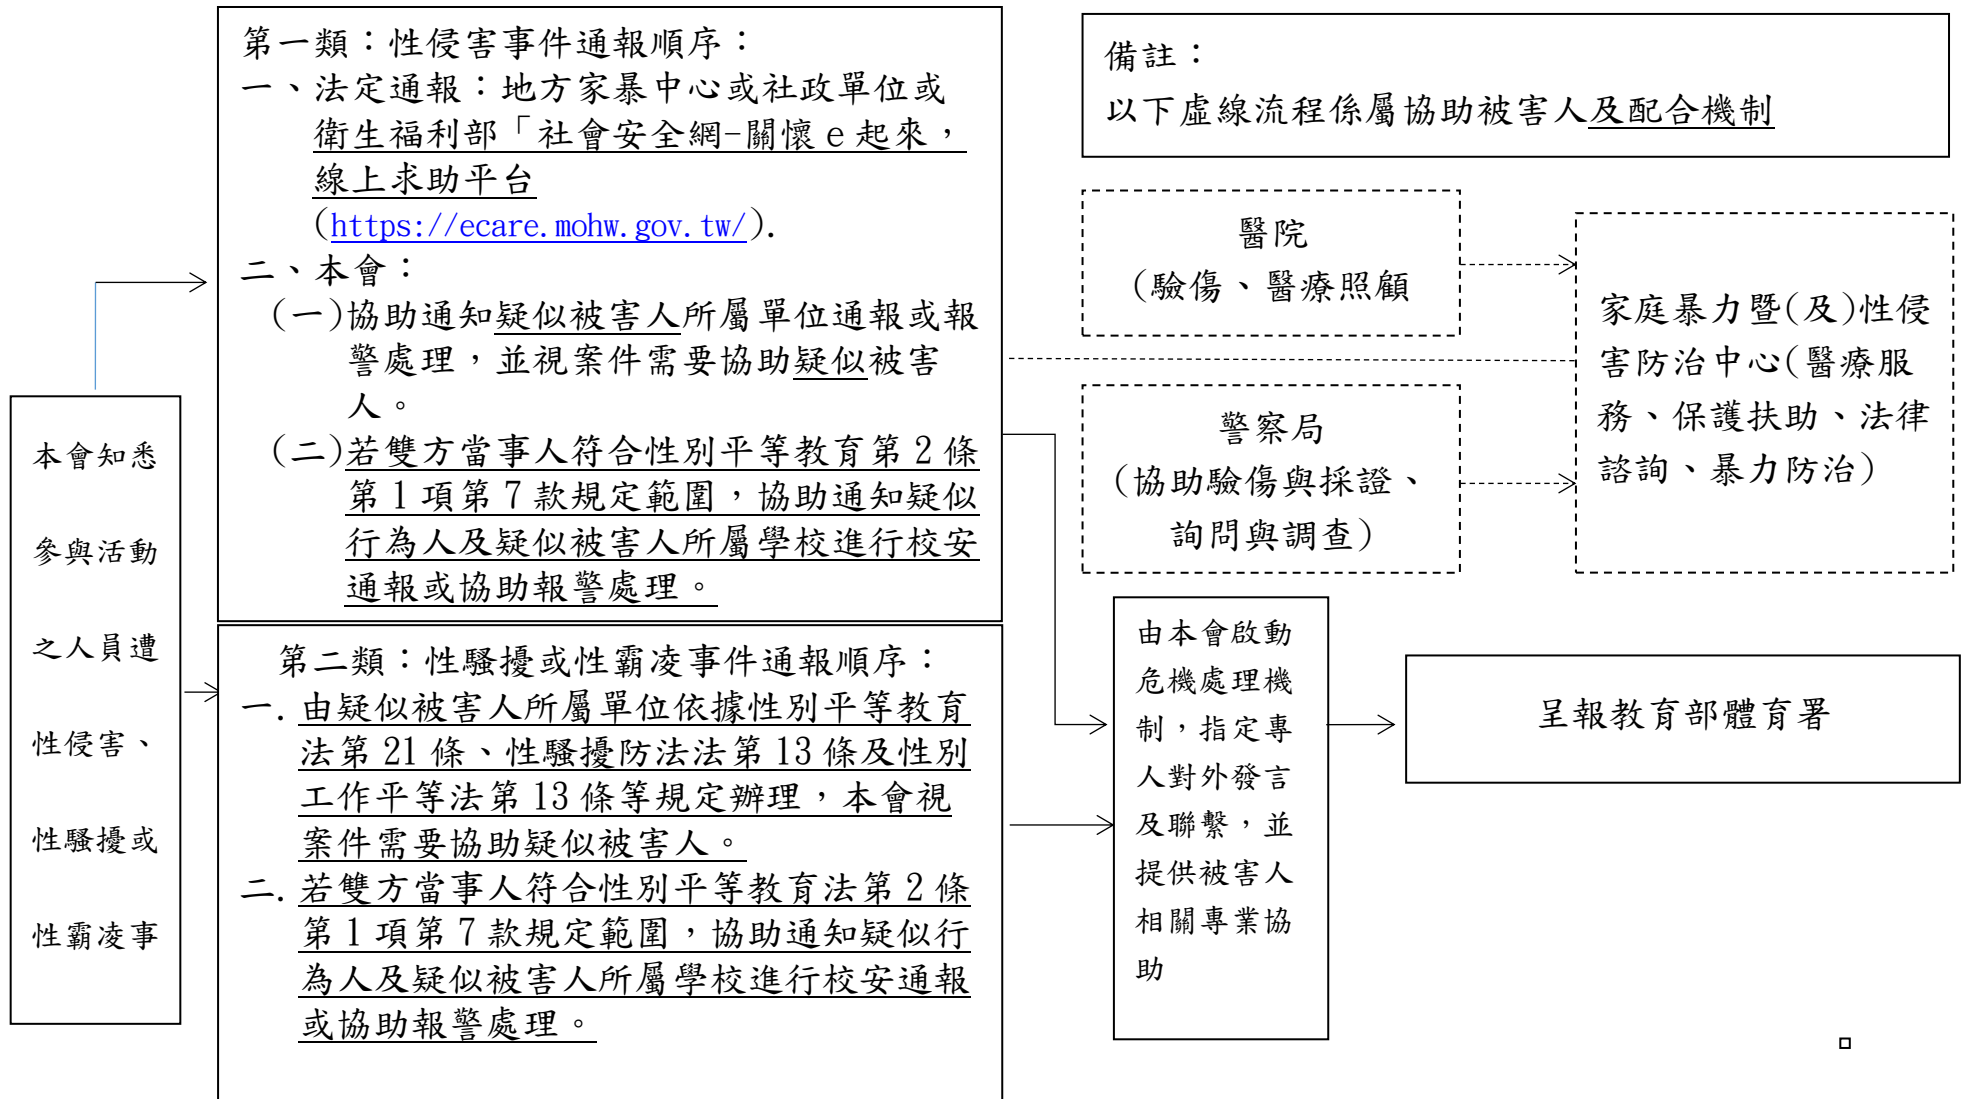 本會知悉
參與活動
之人員遭
性侵害、
性騷擾或
性霸凌事
第一類：性侵害事件通報順序：
一、法定通報：地方家暴中心或社政單位或
衛生福利部「社會安全網-關懷 e 起來，
線上求助平台
(https://ecare.mohw.gov.tw/).
二、本會：
(一)協助通知疑似被害人所屬單位通報或報
警處理，並視案件需要協助疑似被害
人。
(二)若雙方當事人符合性別平等教育第 2 條
第 1 項第 7 款規定範圍，協助通知疑似
行為人及疑似被害人所屬學校進行校安
通報或協助報警處理。
第二類：性騷擾或性霸凌事件通報順序：
一. 由疑似被害人所屬單位依據性別平等教育
法第 21 條、性騷擾防法法第 13 條及性別
工作平等法第 13 條等規定辦理，本會視
案件需要協助疑似被害人。
二. 若雙方當事人符合性別平等教育法第 2 條
第 1 項第 7 款規定範圍，協助通知疑似行
為人及疑似被害人所屬學校進行校安通報
或協助報警處理。
備註：
以下虛線流程係屬協助被害人及配合機制
醫院
(驗傷、醫療照顧
警察局
(協助驗傷與採證、
詢問與調查)
家庭暴力暨(及)性侵
害防治中心(醫療服
務、保護扶助、法律
諮詢、暴力防治)
由本會啟動
危機處理機
制，指定專
人對外發言
及聯繫，並
提供被害人
相關專業協
助
呈報教育部體育署